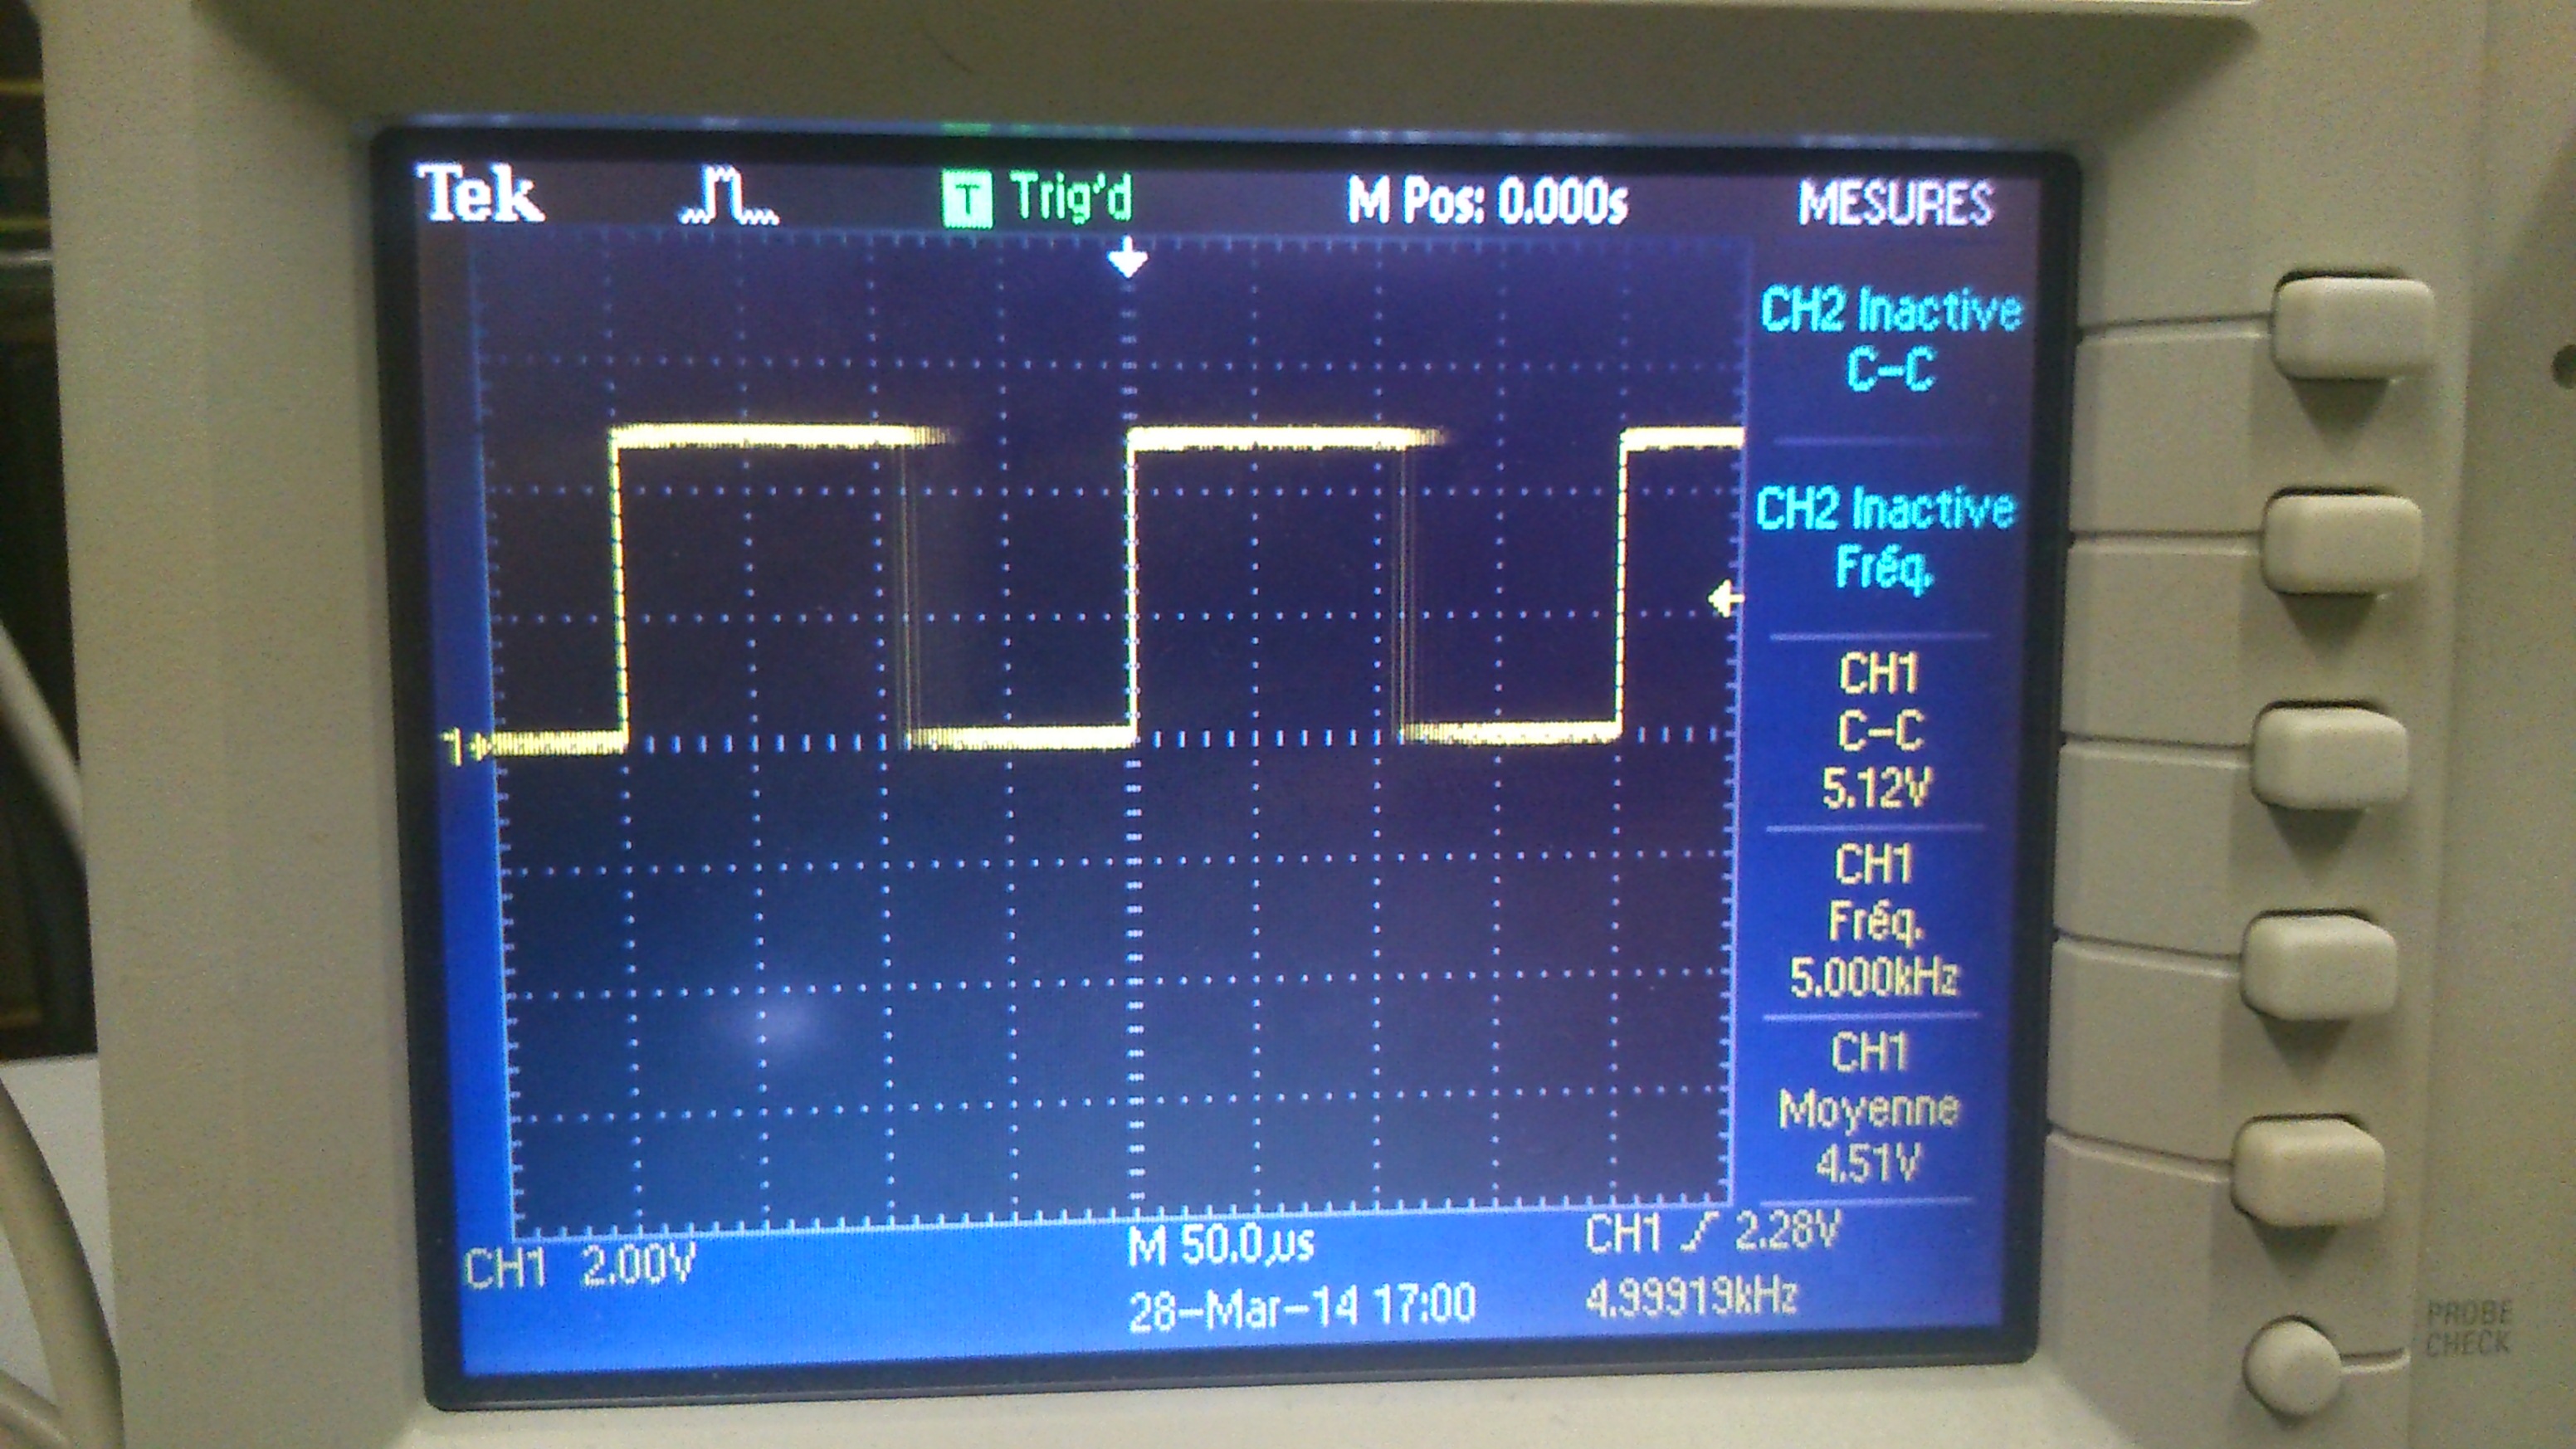 Tek
T Trig'd
M Pos: 0.000s
MESURES
CH2 Inactive
C-C
CH2 Inactive
Fréq.
CH1
C-C
5.12V
CH1
Fréq.
5.000kHz
CH1
Moyenne
4.51V
1
CH1 2.00V
M 50.0µs
CH1 2.28V
28-Mar-14 17:00
4.99919kHz
PROBE
CHECK